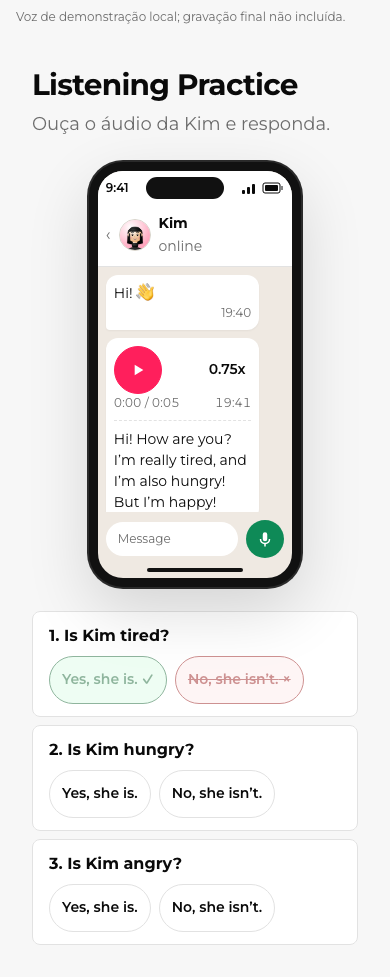 Voz de demonstração local; gravação final não incluída.
Listening Practice
Ouça o áudio da Kim e responda.
9:41
Kim
online
Hi! 👋
19:40
0.75x
0:00 / 0:05 19:41
Hi! How are you?
I’m really tired, and
I’m also hungry!
But I’m happy!
Message
1. Is Kim tired?
Yes, she is. ✓ No, she isn’t. ×
2. Is Kim hungry?
Yes, she is. No, she isn’t.
3. Is Kim angry?
Yes, she is. No, she isn’t.